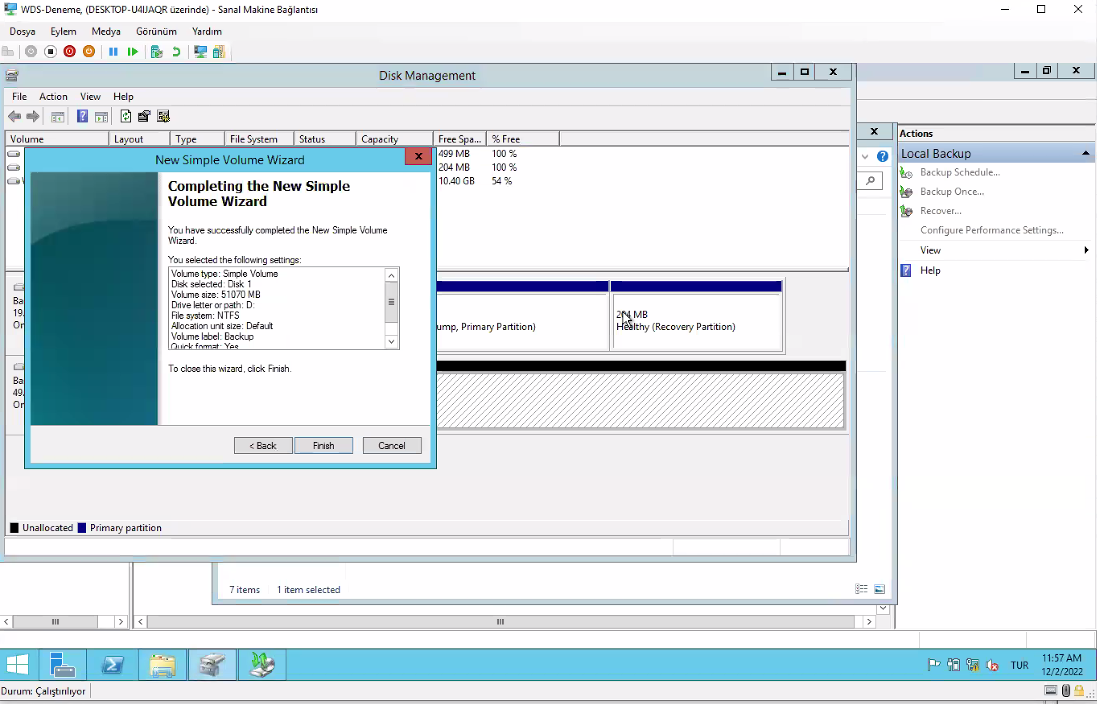 WDS-Deneme, (DESKTOP-U4IJAQR üzerinde) - Sanal Makine Bağlantısı
Dosya Eylem Medya Görünüm Yardım
Disk Management
File Action View Help
Volume Layout Type File System Status Capacity Free Spa... % Free
499 MB 100 %
204 MB 100 %
10.40 GB 54 %
New Simple Volume Wizard
Completing the New Simple
Volume Wizard
You have successfully completed the New Simple Volume
Wizard.
You selected the following settings:
Volume type: Simple Volume
Disk selected: Disk 1
Volume size: 51070 MB
Drive letter or path: D:
File system: NTFS
Allocation unit size: Default
Volume label: Backup
Quick format: Yes
To close this wizard, click Finish.
< Back Finish Cancel
Ba
19.
On
ump, Primary Partition)
204 MB
Healthy (Recovery Partition)
Ba
49.
On
Unallocated Primary partition
7 items 1 item selected
Actions
Local Backup
Backup Schedule...
Backup Once...
Recover...
Configure Performance Settings...
View
Help
TUR
11:57 AM
12/2/2022
Durum: Çalıştırılıyor